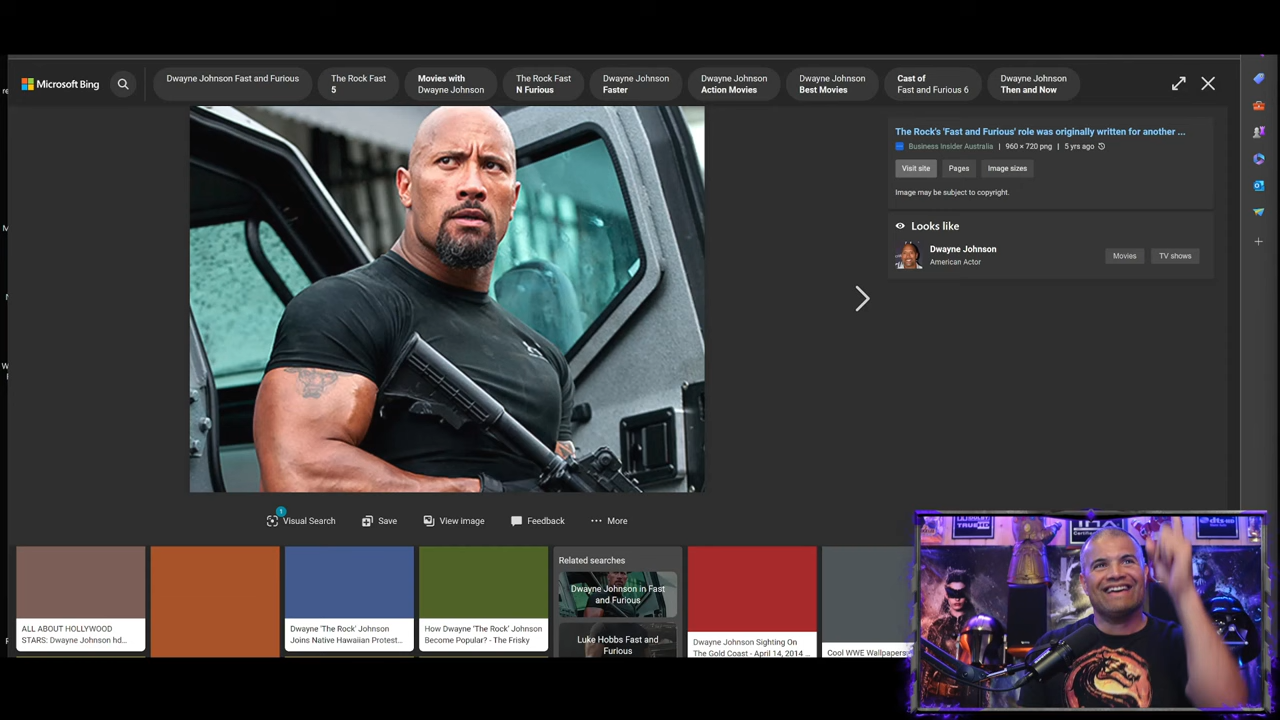 Microsoft Bing
Dwayne Johnson Fast and Furious
The Rock Fast
5
Movies with
Dwayne Johnson
The Rock Fast
N Furious
Dwayne Johnson
Faster
Dwayne Johnson
Action Movies
Dwayne Johnson
Best Movies
Cast of
Fast and Furious 6
Dwayne Johnson
Then and Now
The Rock's 'Fast and Furious' role was originally written for another ...
Business Insider Australia | 960 × 720 png | 5 yrs ago
Visit site
Pages
Image sizes
Image may be subject to copyright.
Looks like
Dwayne Johnson
American Actor
Movies
TV shows
1
Visual Search
Save
View image
Feedback
More
ALL ABOUT HOLLYWOOD
STARS: Dwayne Johnson hd...
Dwayne 'The Rock' Johnson
Joins Native Hawaiian Protest...
How Dwayne 'The Rock' Johnson
Become Popular? - The Frisky
Related searches
Dwayne Johnson in Fast
and Furious
Luke Hobbs Fast and
Furious
Dwayne Johnson Sighting On
The Gold Coast - April 14, 2014 ...
Cool WWE Wallpapers
dts-HD